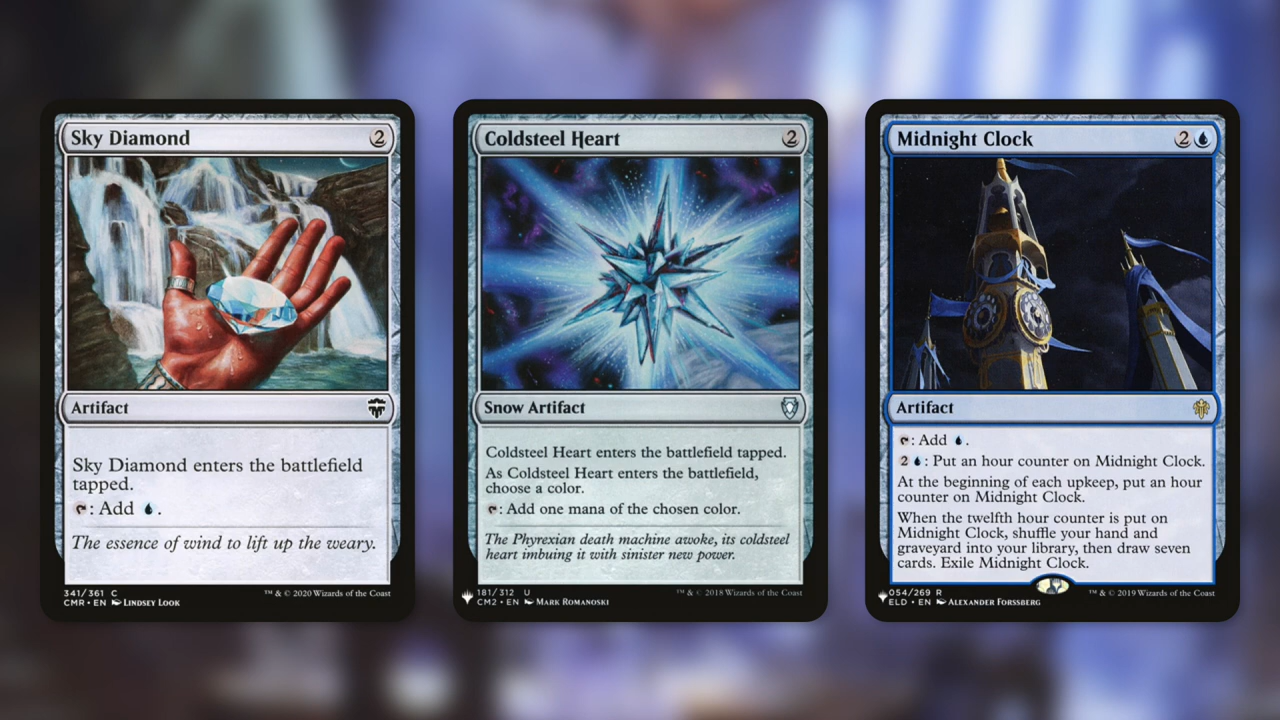 Sky Diamond 2
Artifact
Sky Diamond enters the battlefield
tapped.
: Add .
The essence of wind to lift up the weary.
341/361 C
CMR • EN LINDSEY LOOK
™ & © 2020 Wizards of the Coast
Coldsteel Heart 2
Snow Artifact
Coldsteel Heart enters the battlefield tapped.
As Coldsteel Heart enters the battlefield,
choose a color.
: Add one mana of the chosen color.
The Phyrexian death machine awoke, its coldsteel
heart imbuing it with sinister new power.
181/312 U
CM2 • EN MARK ROMANOSKI
™ & © 2018 Wizards of the Coast
Midnight Clock 2
Artifact
: Add .
2 : Put an hour counter on Midnight Clock.
At the beginning of each upkeep, put an hour
counter on Midnight Clock.
When the twelfth hour counter is put on
Midnight Clock, shuffle your hand and
graveyard into your library, then draw seven
cards. Exile Midnight Clock.
054/269 R
ELD • EN ALEXANDER FORSSBERG
™ & © 2019 Wizards of the Coast